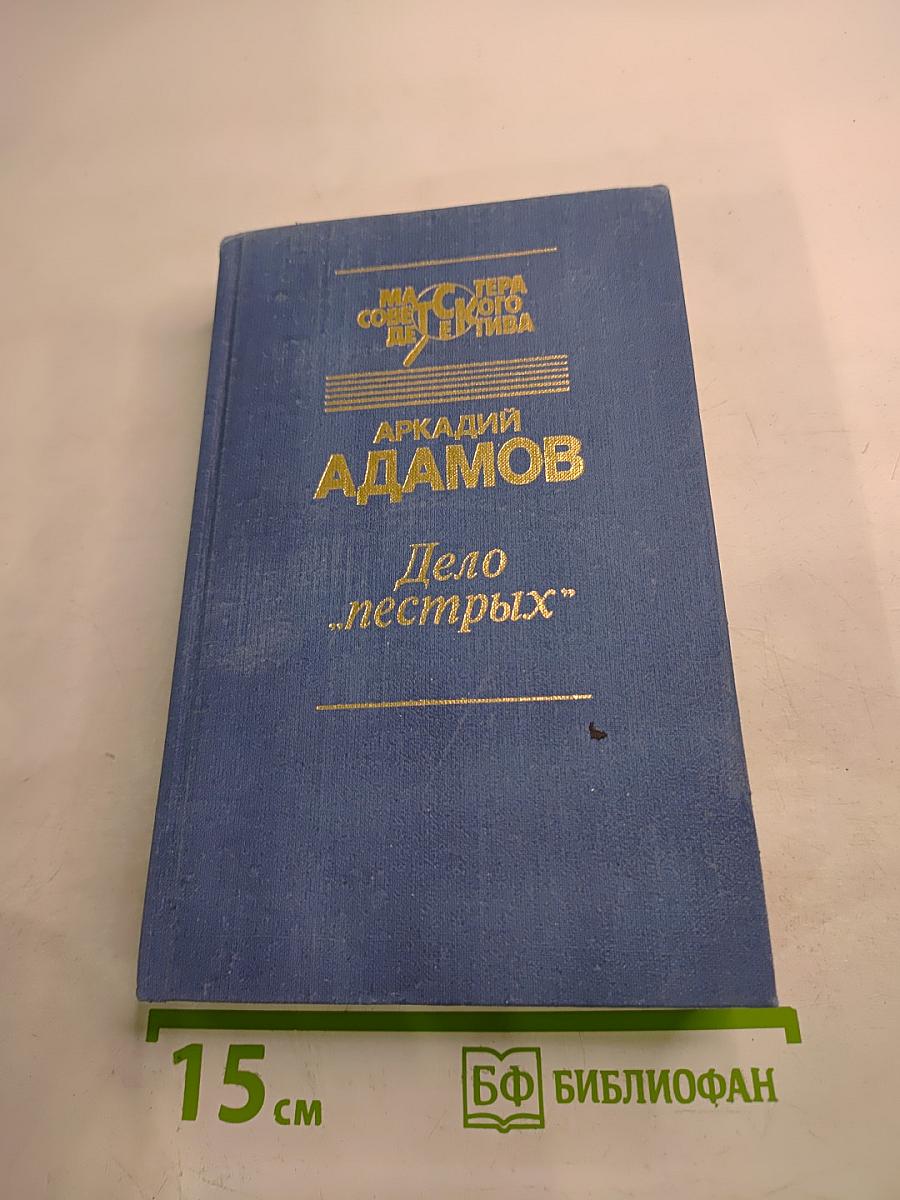 МАСТЕРА
СОВЕТСКОГО
ДЕТЕКТИВА
АРКАДИЙ
АДАМОВ
Дело
„пестрых”
15 см
БФ БИБЛИОФАН